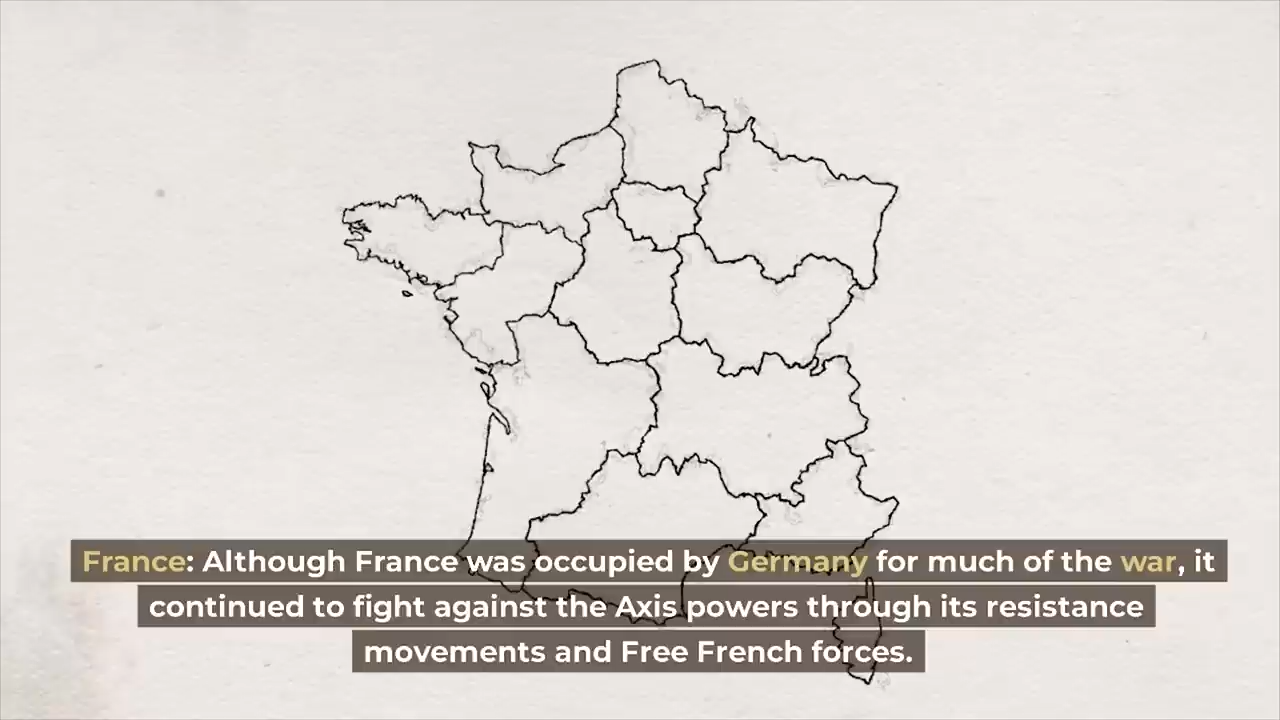 France: Although France was occupied by Germany for much of the war, it
continued to fight against the Axis powers through its resistance
movements and Free French forces.